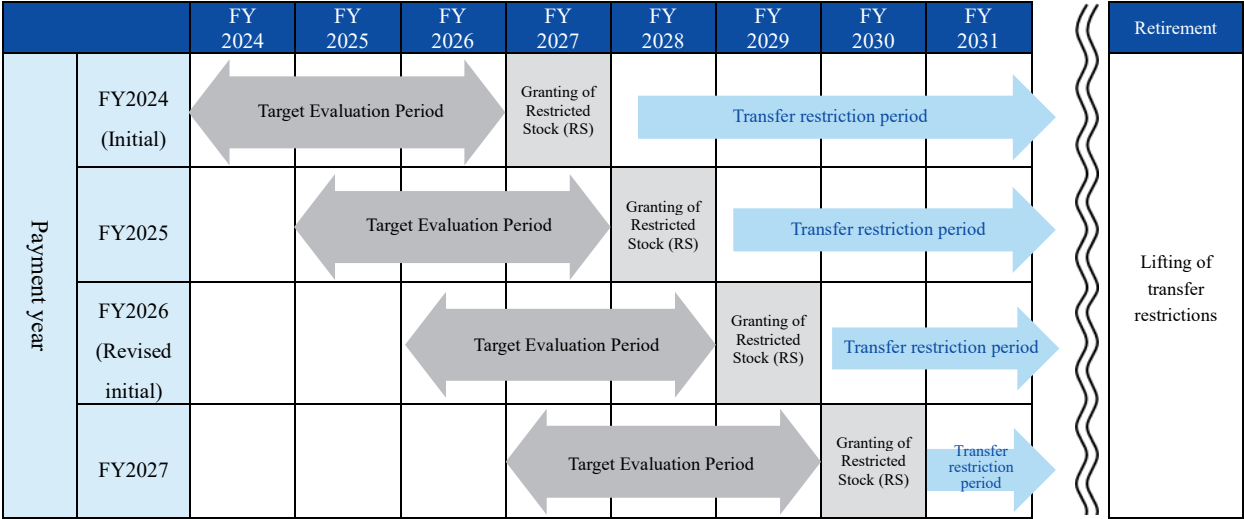 FY
2024
FY
2025
FY
2026
FY
2027
FY
2028
FY
2029
FY
2030
FY
2031
Retirement
Payment year
FY2024
(Initial)
Target Evaluation Period
Granting of
Restricted
Stock (RS)
Transfer restriction period
FY2025
Target Evaluation Period
Granting of
Restricted
Stock (RS)
Transfer restriction period
FY2026
(Revised
initial)
Target Evaluation Period
Granting of
Restricted
Stock (RS)
Transfer restriction period
FY2027
Target Evaluation Period
Granting of
Restricted
Stock (RS)
Transfer
restriction
period
Lifting of
transfer
restrictions